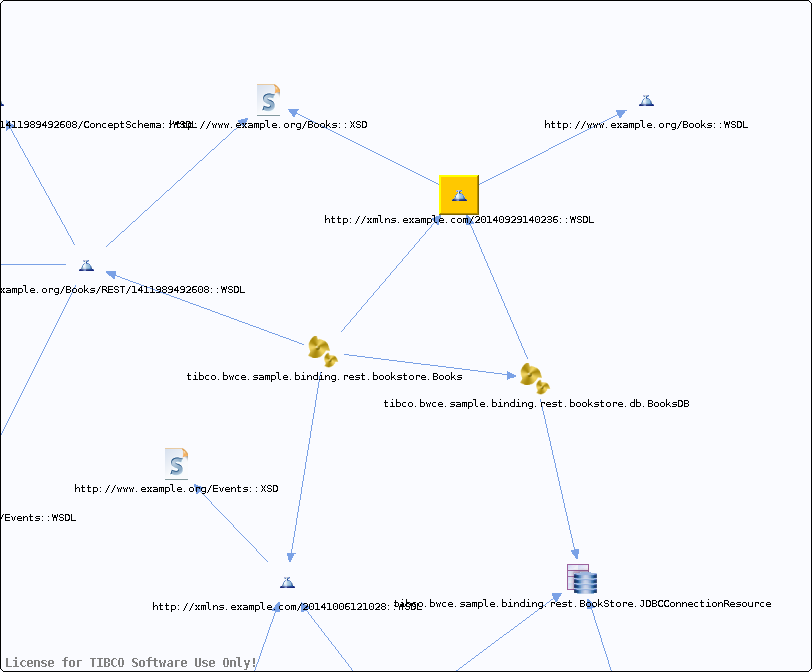 1411989492608/ConceptSchema::WSDL
http://www.example.org/Books::XSD
http://www.example.org/Books::WSDL
http://xmlns.example.com/20140929140236::WSDL
xample.org/Books/REST/1411989492608::WSDL
tibco.bwce.sample.binding.rest.bookstore.Books
tibco.bwce.sample.binding.rest.bookstore.db.BooksDB
http://www.example.org/Events::XSD
/Events::WSDL
http://xmlns.example.com/20141006121028::WSDL
tibco.bwce.sample.binding.rest.BookStore.JDBCConnectionResource
License for TIBCO Software Use Only!